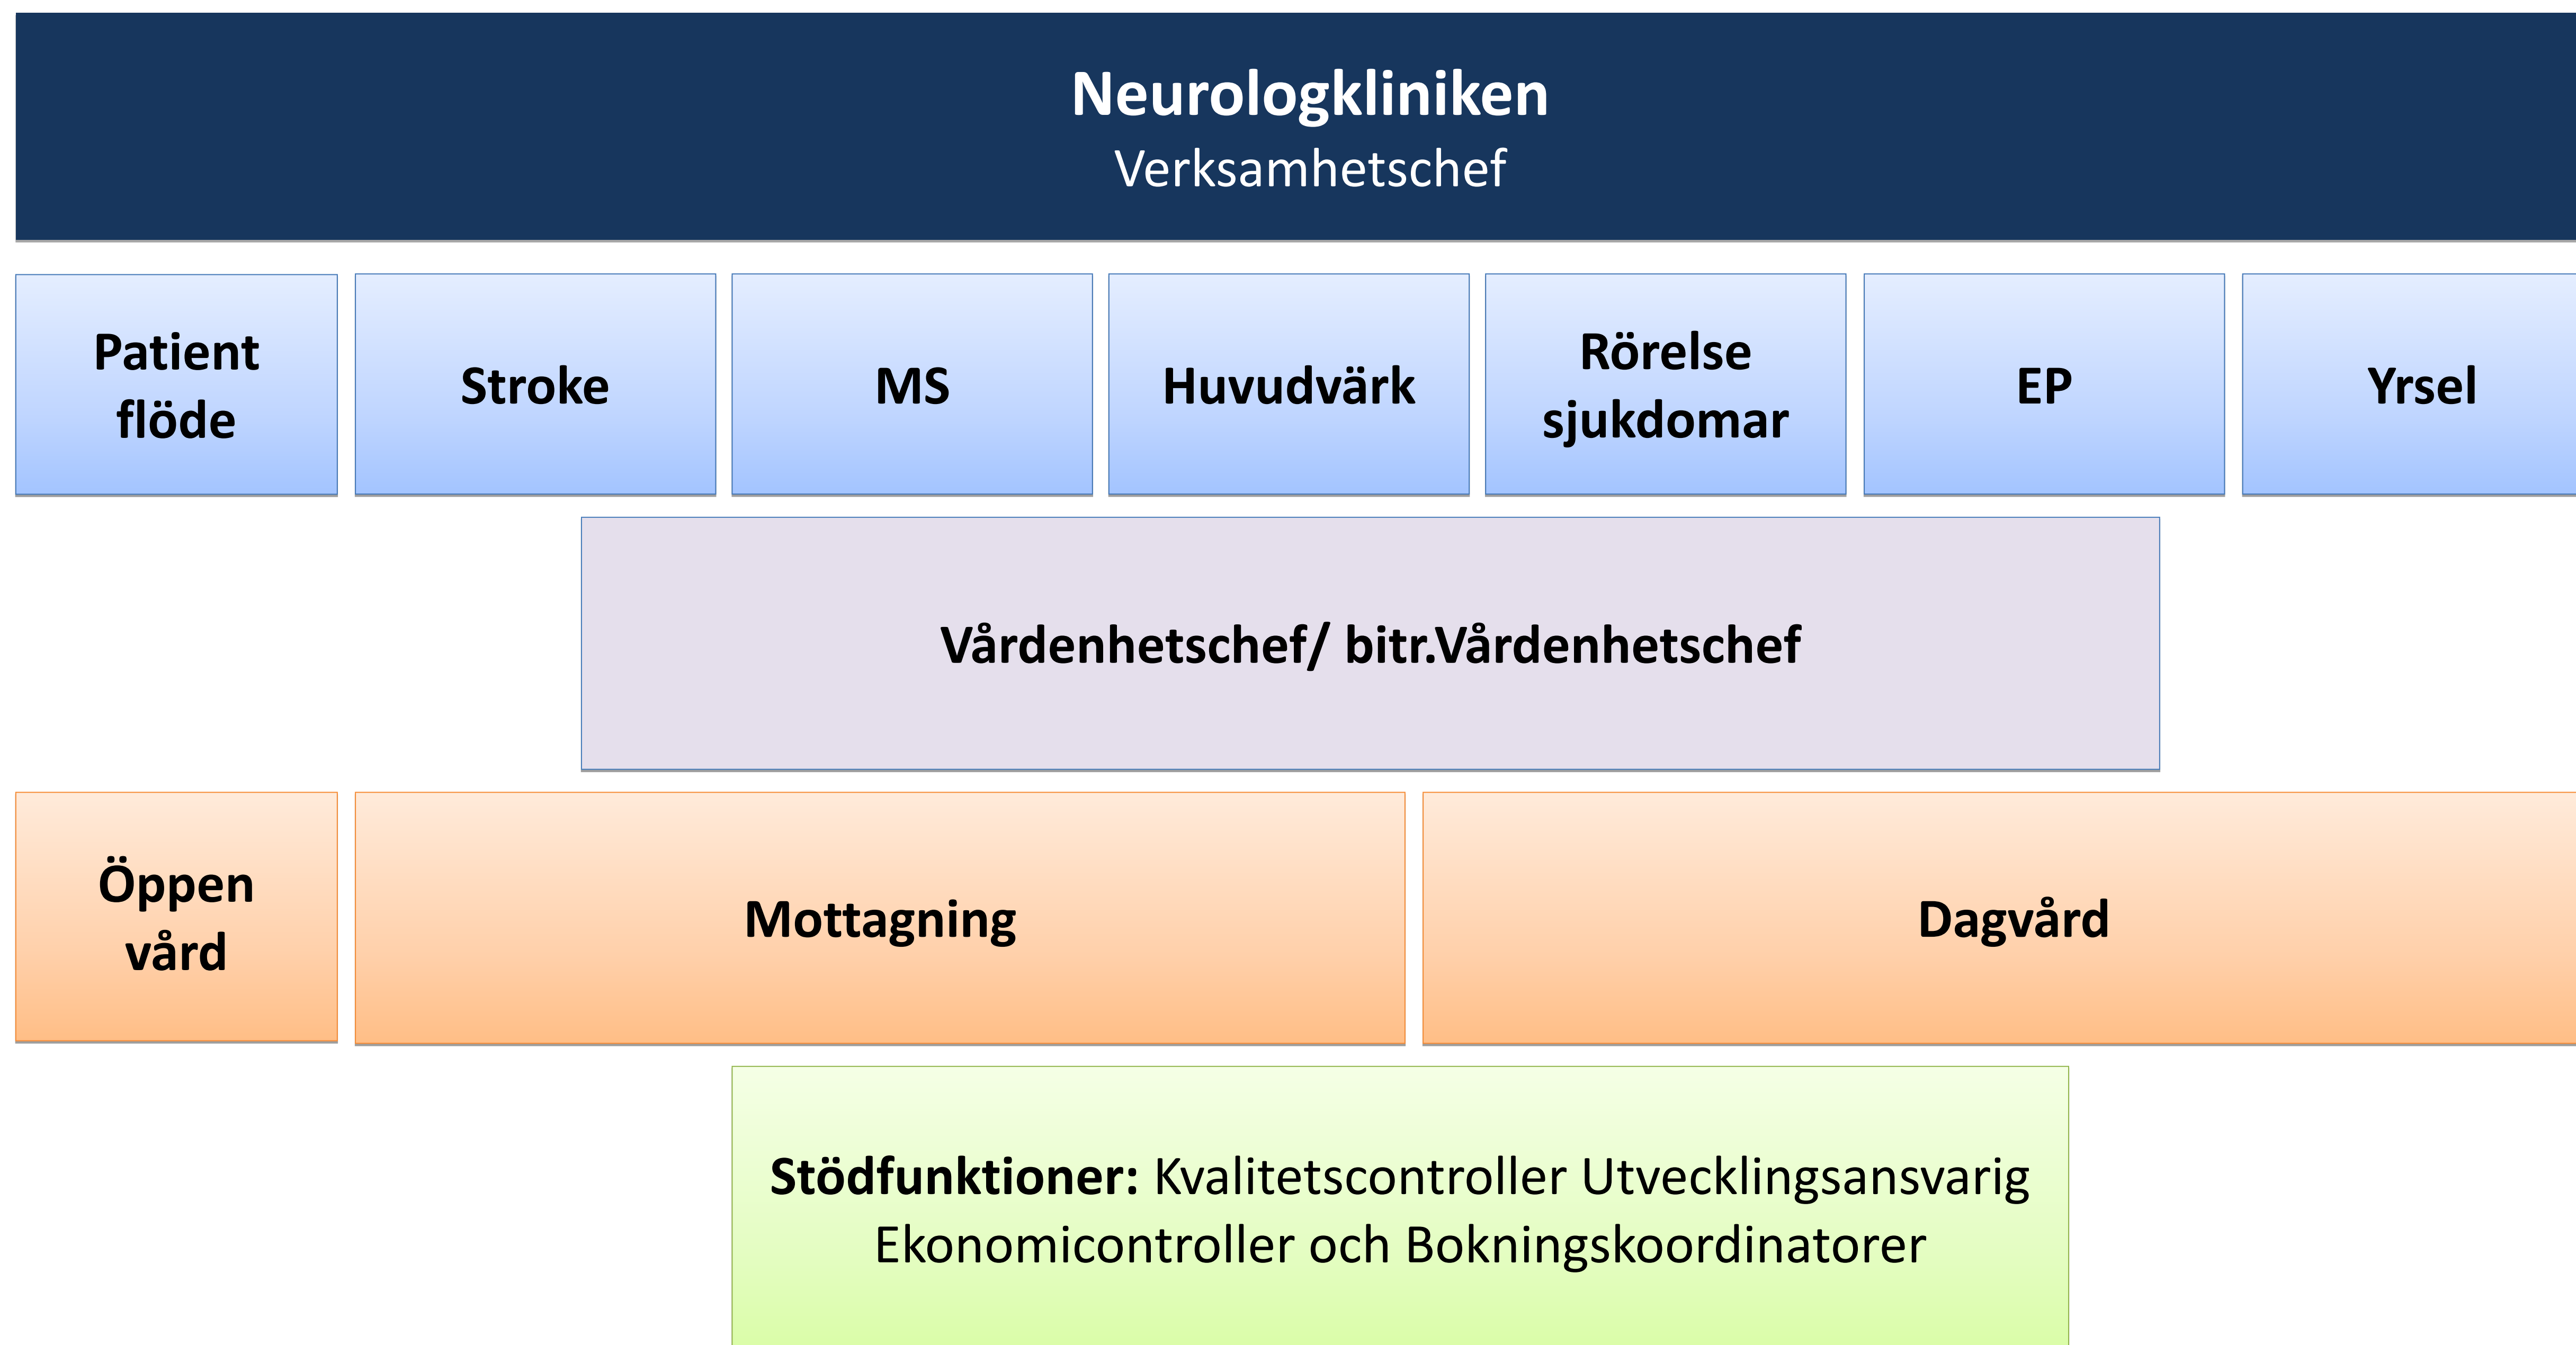 Neurologkliniken
Verksamhetschef
Patient
flöde
Stroke
MS
Huvudvärk
Rörelse
sjukdomar
EP
Yrsel
Vårdenhetschef/ bitr.Vårdenhetschef
Öppen
vård
Mottagning
Dagvård
Stödfunktioner: Kvalitetscontroller Utvecklingsansvarig
Ekonomicontroller och Bokningskoordinatorer